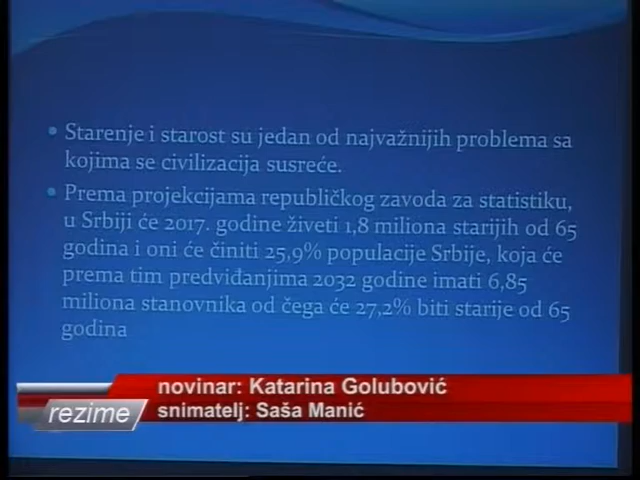 • Starenje i starost su jedan od najvažnijih problema sa
kojima se civilizacija susreće.
• Prema projekcijama republičkog zavoda za statistiku,
u Srbiji će 2017. godine živeti 1,8 miliona starijih od 65
godina i oni će činiti 25,9% populacije Srbije, koja će
prema tim predviđanjima 2032 godine imati 6,85
miliona stanovnika od čega će 27,2% biti starije od 65
godina
novinar: Katarina Golubović
rezime
snimatelj: Saša Manić